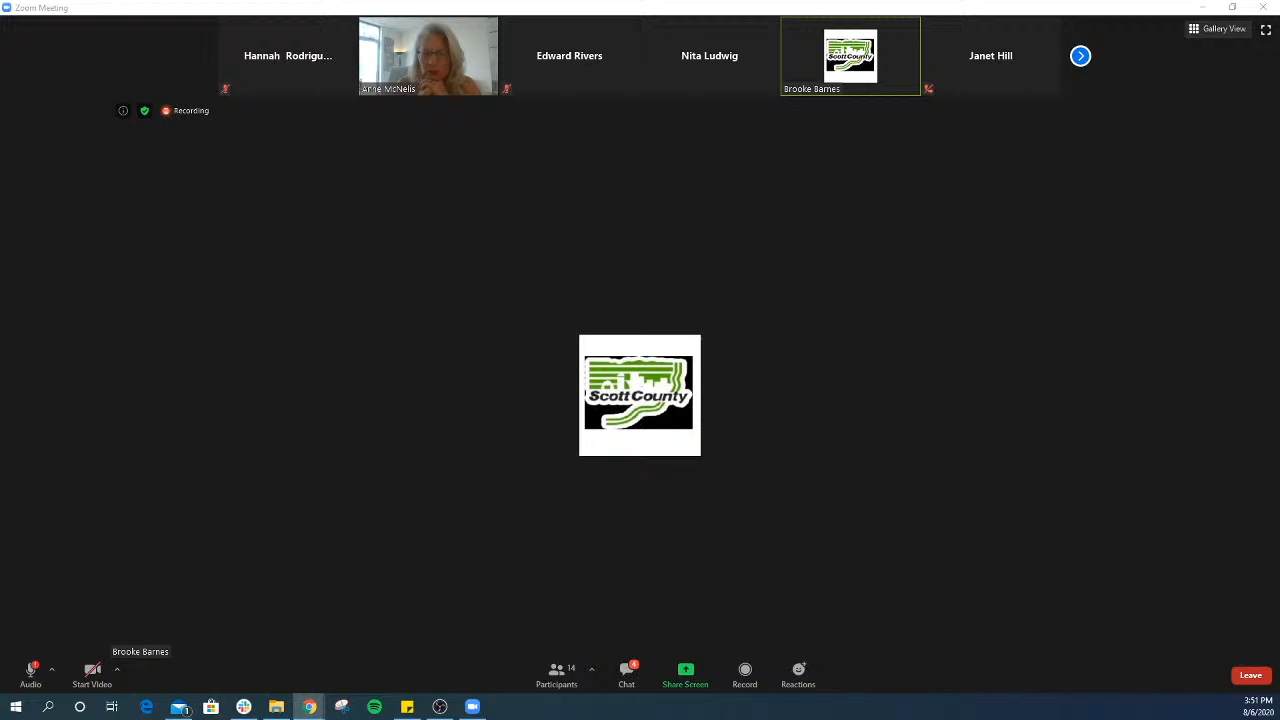 Zoom Meeting
Hannah Rodrigu...
Anne McNelis
Edward Rivers
Nita Ludwig
Scott County
Brooke Barnes
Janet Hill
Gallery View
Recording
Scott County
Brooke Barnes
Audio
Start Video
14
Participants
4
Chat
Share Screen
Record
Reactions
Leave
3:51 PM
8/6/2020